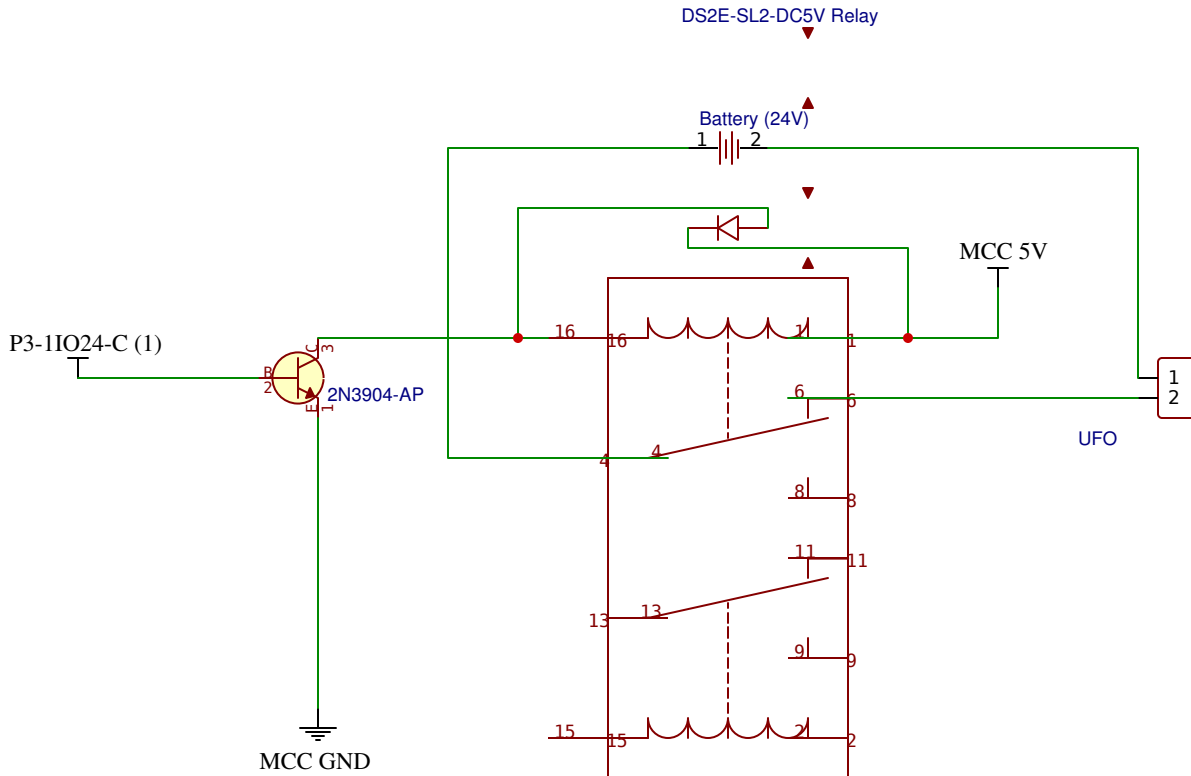 DS2E-SL2-DC5V Relay
Battery (24V)
1 2
MCC 5V
16 16 1 1
P3-1IO24-C (1)
C 3
B 2
2N3904-AP
E 1
6 6
1
2
UFO
4 4
8 8
11 11
13 13
9 9
15 15 2 2
MCC GND